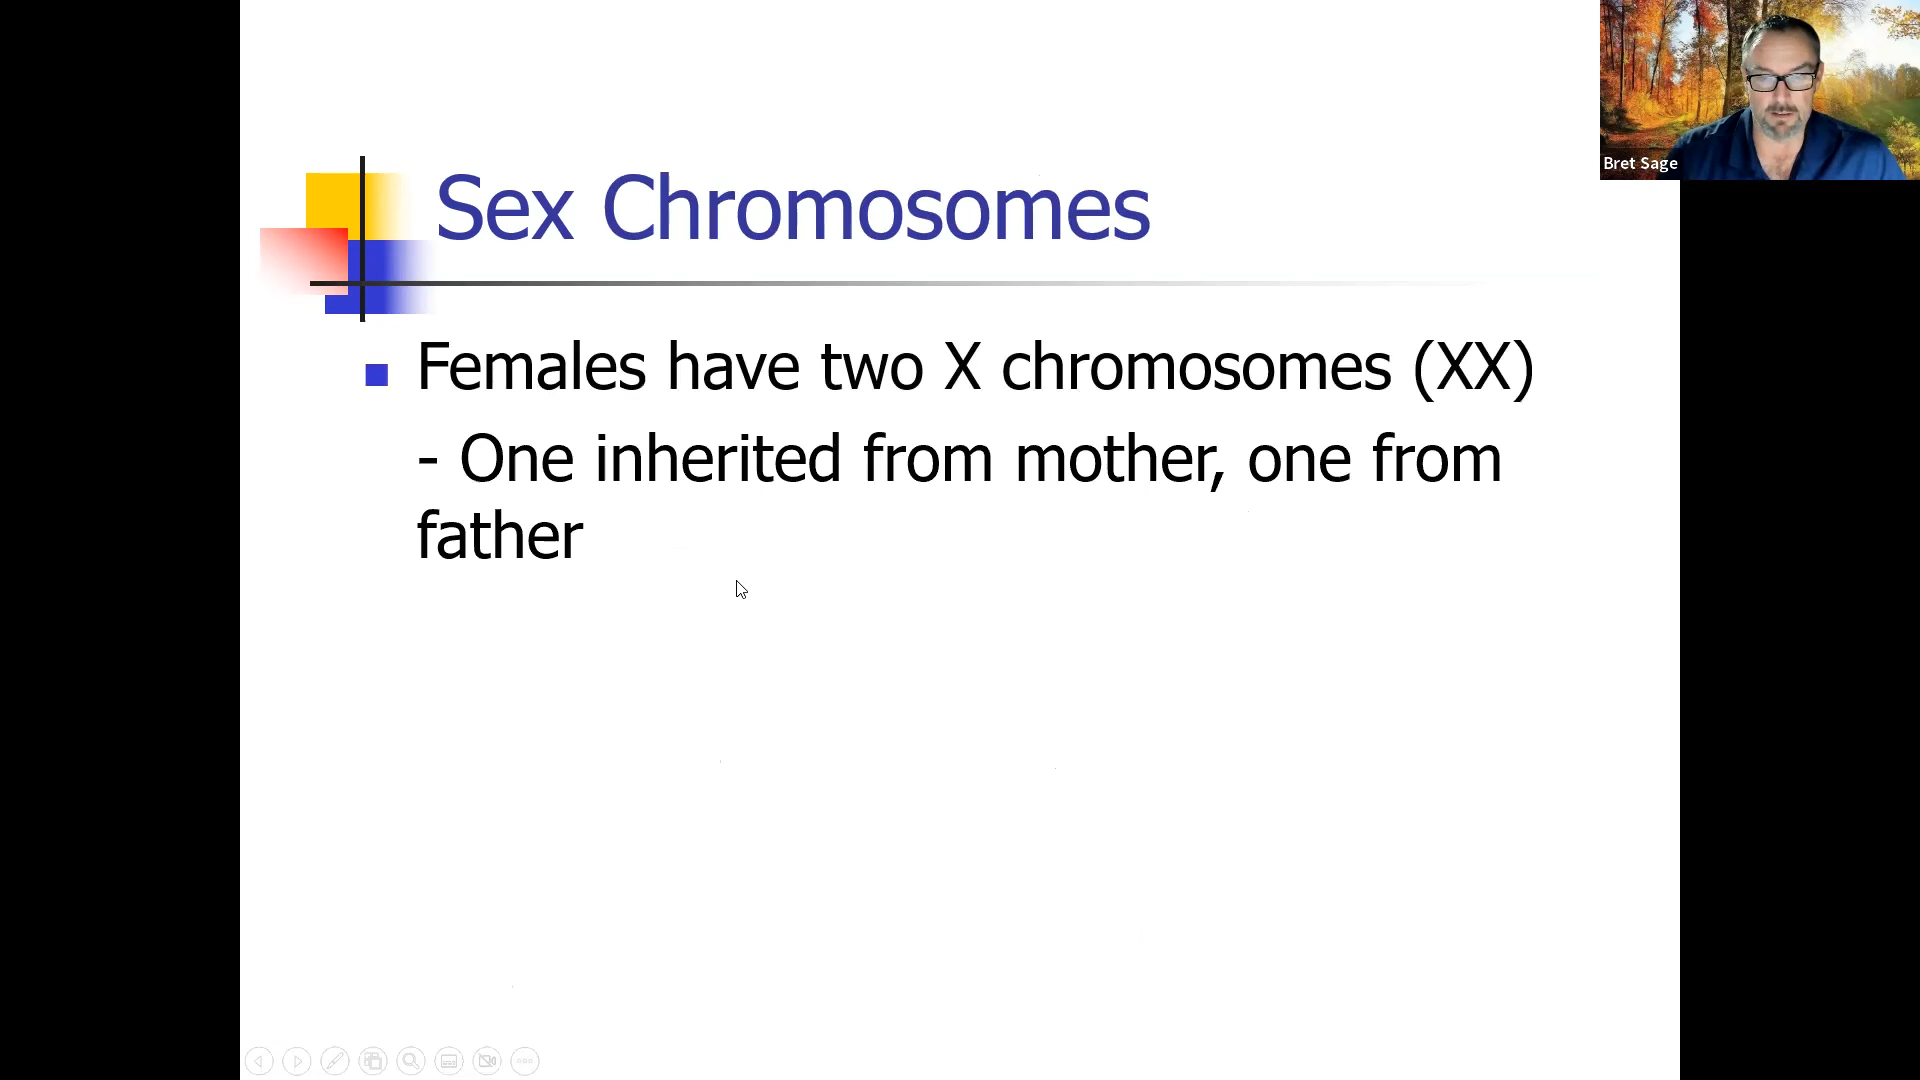 Bret Sage
Sex Chromosomes
Females have two X chromosomes (XX)
- One inherited from mother, one from
father